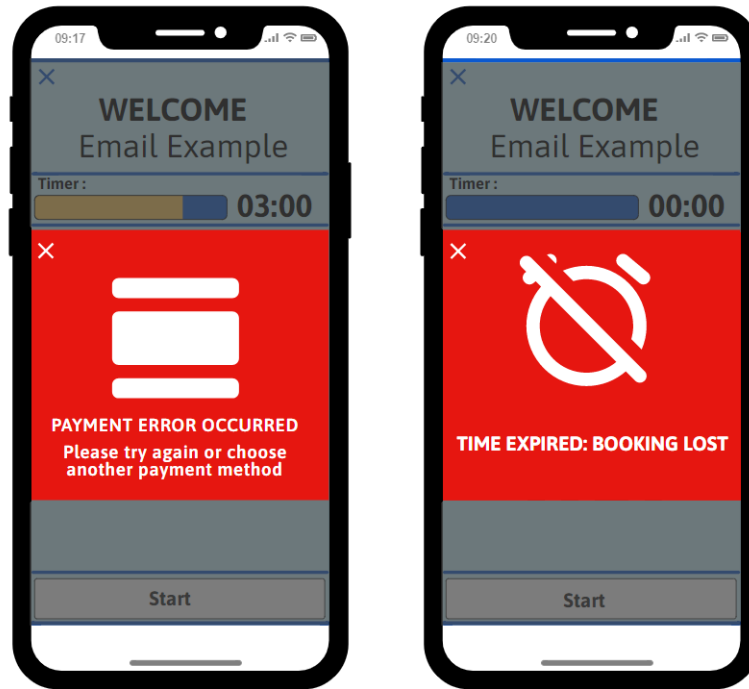 09:17
WELCOME
Email Example
Timer :
03:00
PAYMENT ERROR OCCURRED
Please try again or choose
another payment method
Start
09:20
WELCOME
Email Example
Timer :
00:00
TIME EXPIRED: BOOKING LOST
Start